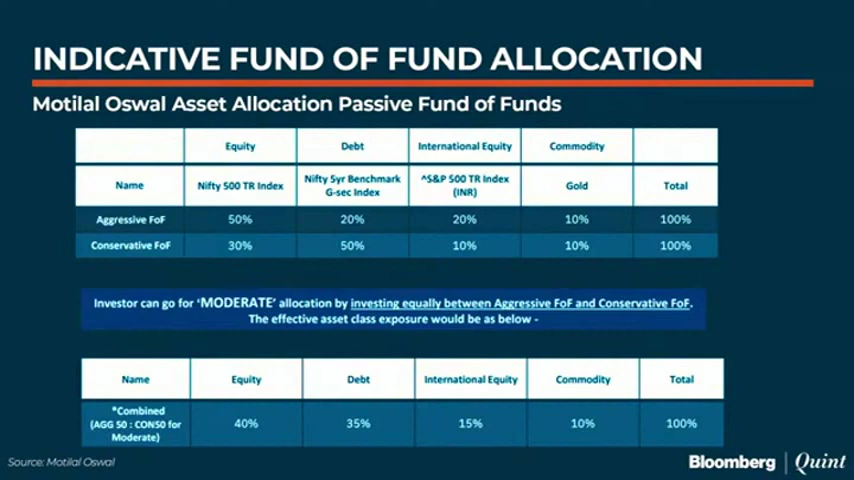 INDICATIVE FUND OF FUND ALLOCATION
Motilal Oswal Asset Allocation Passive Fund of Funds
Equity Debt International Equity Commodity
Name Nifty 500 TR Index Nifty 5yr Benchmark G-sec Index ^S&P 500 TR Index (INR) Gold Total
Aggressive FoF 50% 20% 20% 10% 100%
Conservative FoF 30% 50% 10% 10% 100%
Investor can go for ‘MODERATE’ allocation by investing equally between Aggressive FoF and Conservative FoF.
The effective asset class exposure would be as below -
Name Equity Debt International Equity Commodity Total
*Combined (AGG 50 : CON50 for Moderate) 40% 35% 15% 10% 100%
Source: Motilal Oswal
Bloomberg | Quint